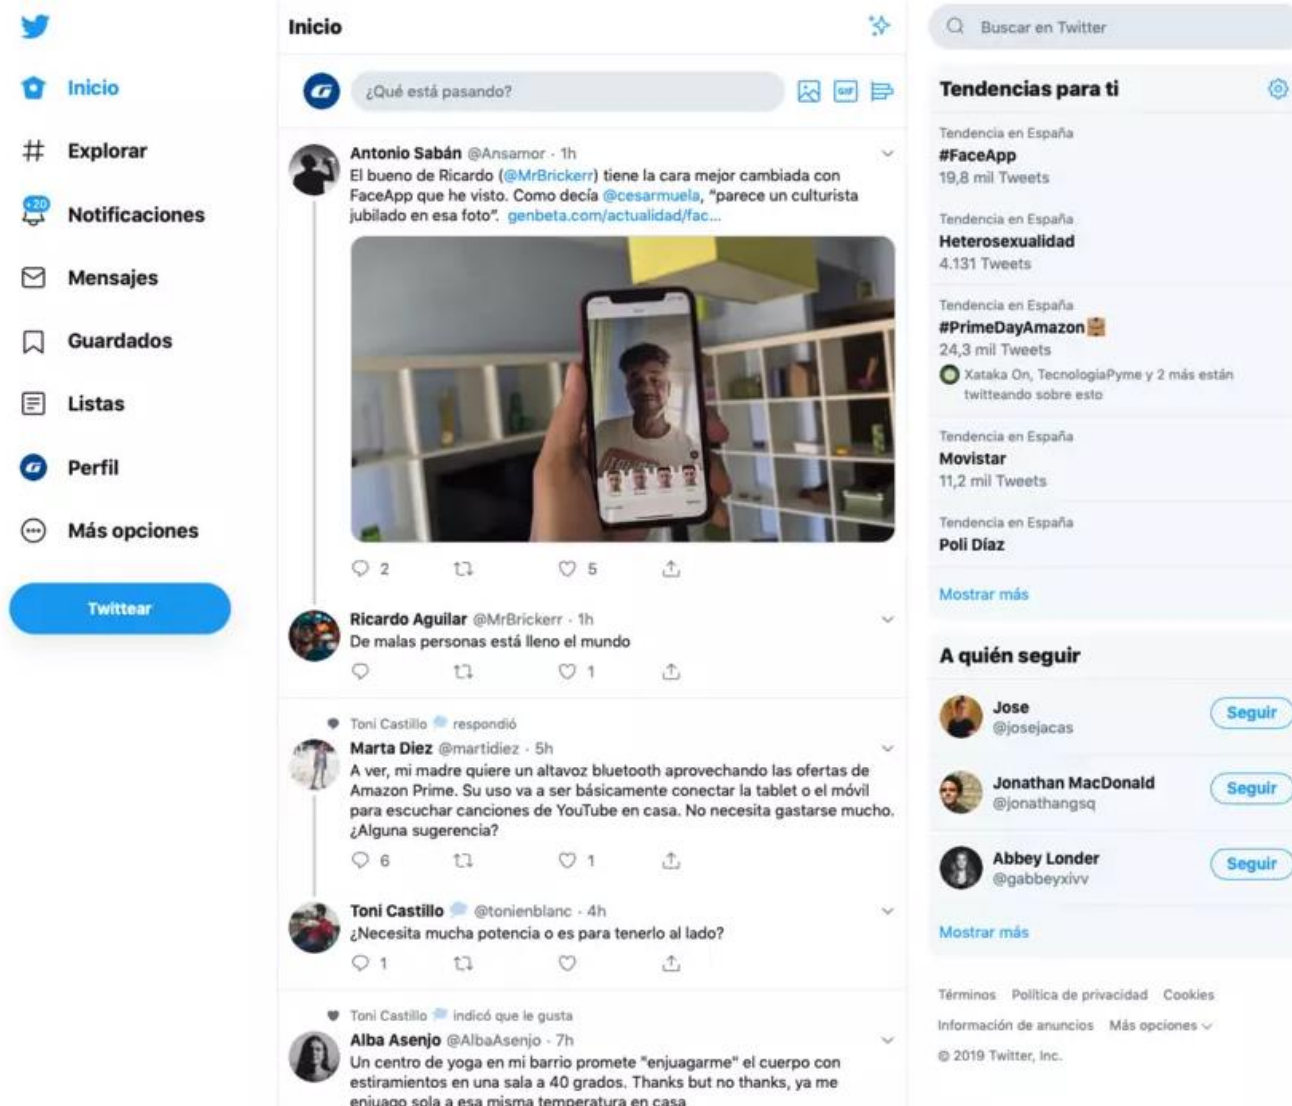 Inicio
Explorar
+20
Notificaciones
Mensajes
Guardados
Listas
Perfil
Más opciones
Twittear
Inicio
¿Qué está pasando?
GIF
Antonio Sabán @Ansamor · 1h
El bueno de Ricardo (@MrBrickerr) tiene la cara mejor cambiada con
FaceApp que he visto. Como decía @cesarmuela, "parece un culturista
jubilado en esa foto". genbeta.com/actualidad/fac...
2
5
Ricardo Aguilar @MrBrickerr · 1h
De malas personas está lleno el mundo
1
Toni Castillo respondió
Marta Diez @martidiez · 5h
A ver, mi madre quiere un altavoz bluetooth aprovechando las ofertas de
Amazon Prime. Su uso va a ser básicamente conectar la tablet o el móvil
para escuchar canciones de YouTube en casa. No necesita gastarse mucho.
¿Alguna sugerencia?
6
1
Toni Castillo @tonienblanc · 4h
¿Necesita mucha potencia o es para tenerlo al lado?
1
Toni Castillo indicó que le gusta
Alba Asenjo @AlbaAsenjo · 7h
Un centro de yoga en mi barrio promete "enjuagarme" el cuerpo con
estiramientos en una sala a 40 grados. Thanks but no thanks, ya me
enjuago sola a esa misma temperatura en casa
Buscar en Twitter
Tendencias para ti
Tendencia en España
#FaceApp
19,8 mil Tweets
Tendencia en España
Heterosexualidad
4.131 Tweets
Tendencia en España
#PrimeDayAmazon
24,3 mil Tweets
Xataka On, TecnologiaPyme y 2 más están
twitteando sobre esto
Tendencia en España
Movistar
11,2 mil Tweets
Tendencia en España
Poli Díaz
Mostrar más
A quién seguir
Jose
@josejacas
Seguir
Jonathan MacDonald
@jonathangsq
Seguir
Abbey Londer
@gabbeyxivv
Seguir
Mostrar más
Términos Política de privacidad Cookies
Información de anuncios Más opciones
© 2019 Twitter, Inc.